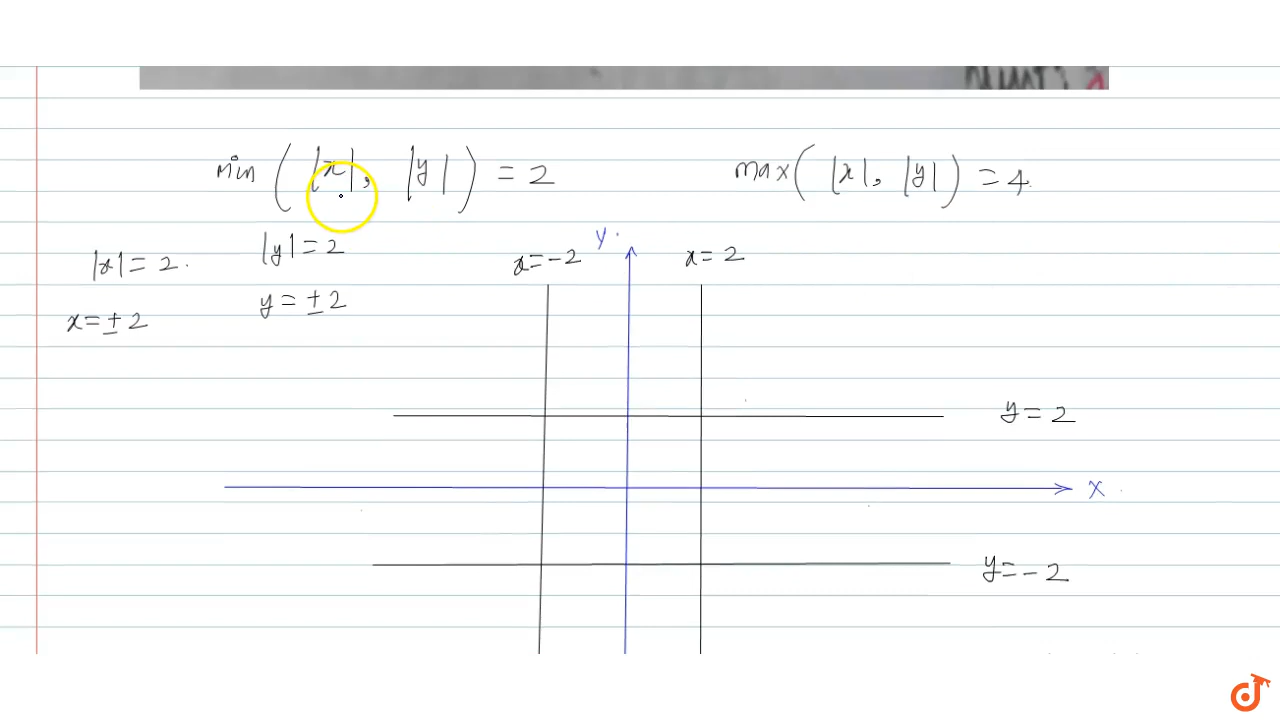 min ( |x|, |y| ) = 2
max ( |x|, |y| ) = 4
|x| = 2.
|y| = 2
x = ± 2
y = ± 2
Y
x = -2
x = 2
y = 2
X
y = -2